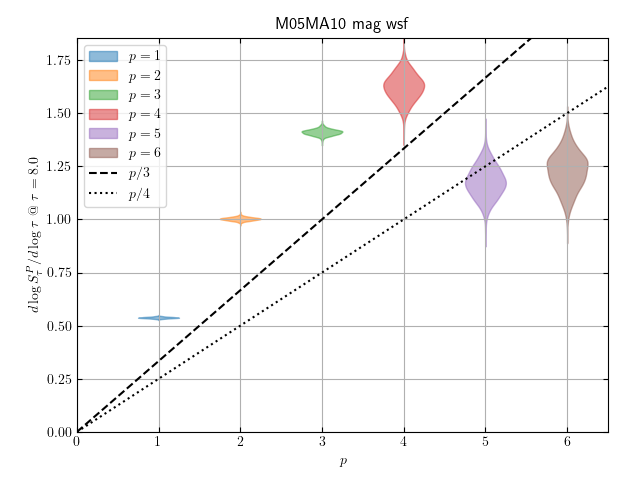 M05MA10 mag wsf
p = 1
p = 2
p = 3
p = 4
p = 5
p = 6
p/3
p/4
d log S_τ^P / d log τ @ τ = 8.0
1.75
1.50
1.25
1.00
0.75
0.50
0.25
0.00
0 1 2 3 4 5 6
p